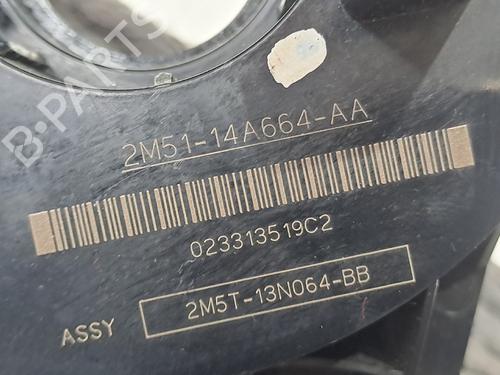 B-PARTS
2M51-14A664-AA
023313519C2
ASSY 2M5T-13N064-BB